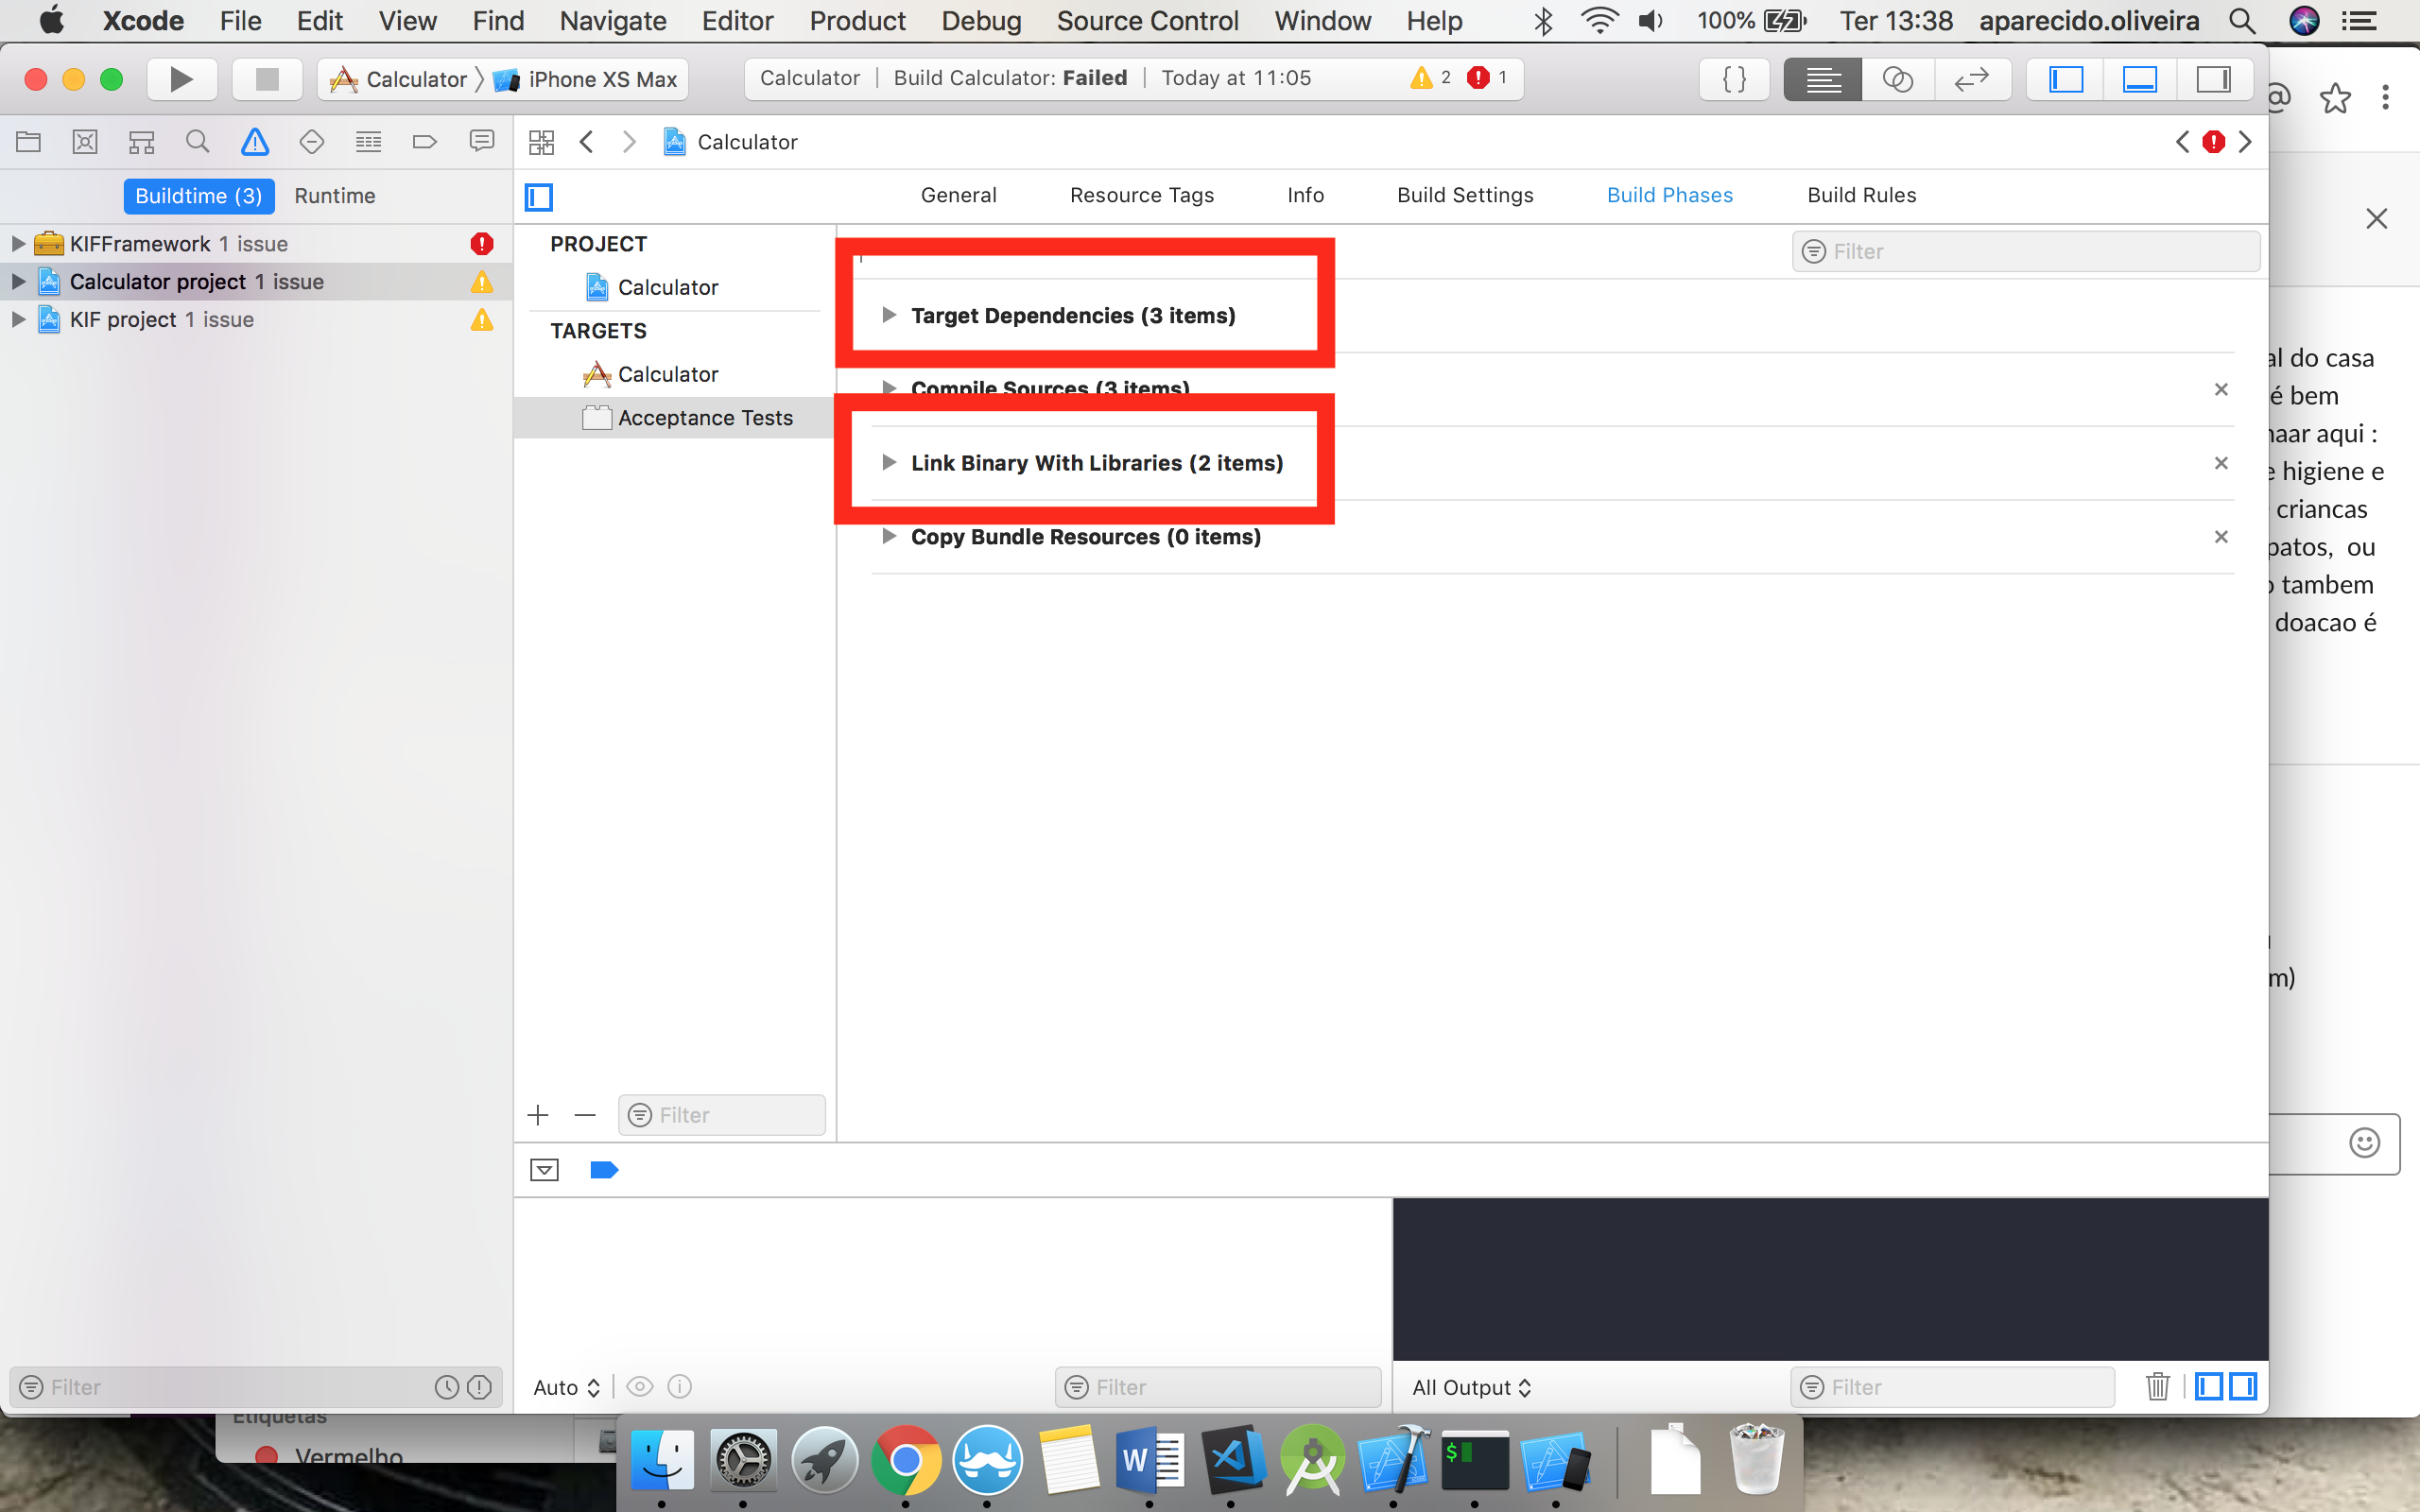 Xcode File Edit View Find Navigate Editor Product Debug Source Control Window Help 100% Ter 13:38 aparecido.oliveira
Calculator iPhone XS Max Calculator Build Calculator: Failed Today at 11:05 2 1
Calculator
Buildtime (3) Runtime General Resource Tags Info Build Settings Build Phases Build Rules
KIFFramework 1 issue
Calculator project 1 issue
KIF project 1 issue
PROJECT
Calculator
TARGETS
Calculator
Acceptance Tests
Filter
Target Dependencies (3 items)
Compile Sources (3 items)
Link Binary With Libraries (2 items)
Copy Bundle Resources (0 items)
Filter
Filter
Auto
Filter
All Output
Filter
do casa
é bem
aqui :
higiene e
criancas
ou
tambem
doacao é
Etiquetas
Vermelho
W
$